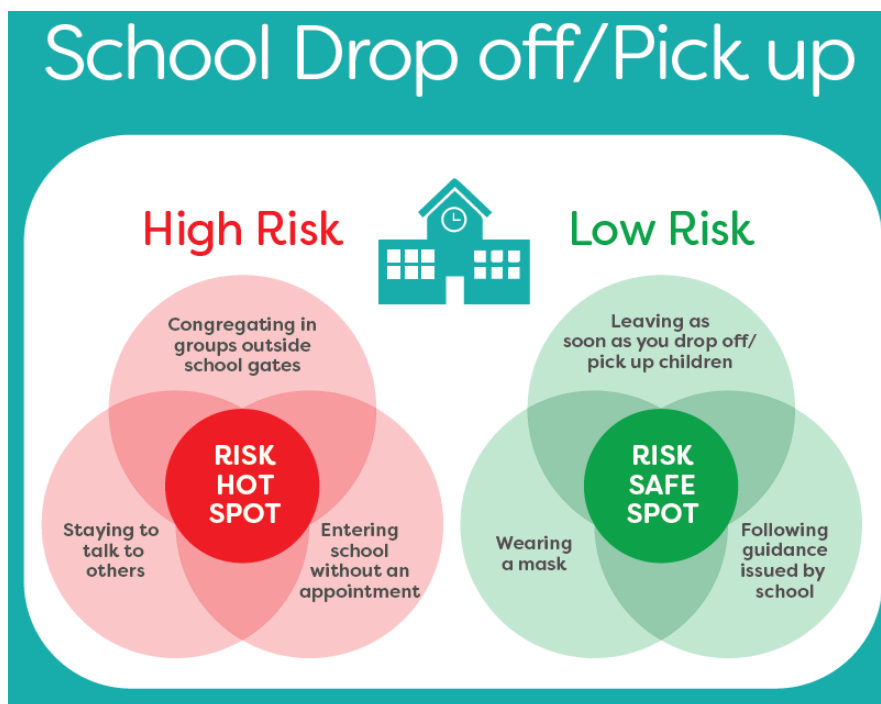 School Drop off/Pick up
High Risk
Congregating in
groups outside
school gates
RISK
HOT
SPOT
Staying to
talk to
others
Entering
school
without an
appointment
Low Risk
Leaving as
soon as you drop off/
pick up children
RISK
SAFE
SPOT
Wearing
a mask
Following
guidance
issued by
school